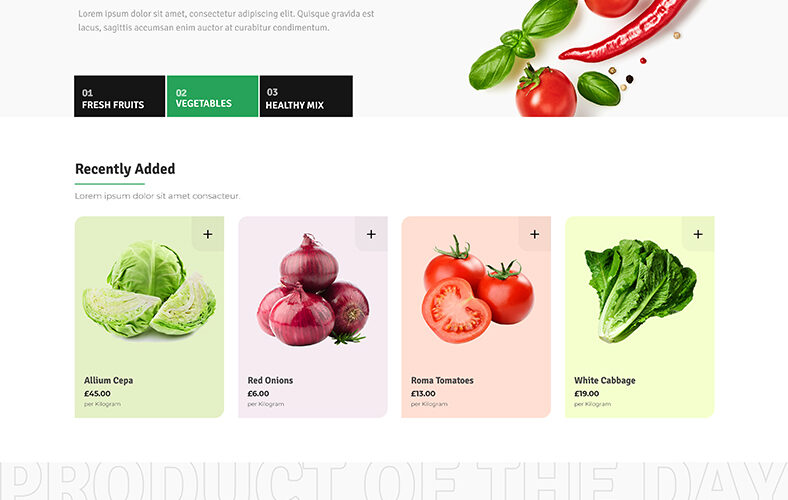 Lorem ipsum dolor sit amet, consectetur adipiscing elit. Quisque gravida est
lacus, sagittis accumsan enim auctor at curabitur condimentum.
01
FRESH FRUITS
02
VEGETABLES
03
HEALTHY MIX
Recently Added
Lorem ipsum dolor sit amet consacteur.
+
+
+
+
Allium Cepa
£45.00
per Kilogram
Red Onions
£6.00
per Kilogram
Roma Tomatoes
£13.00
per Kilogram
White Cabbage
£19.00
per Kilogram
PRODUCT OF THE DAY